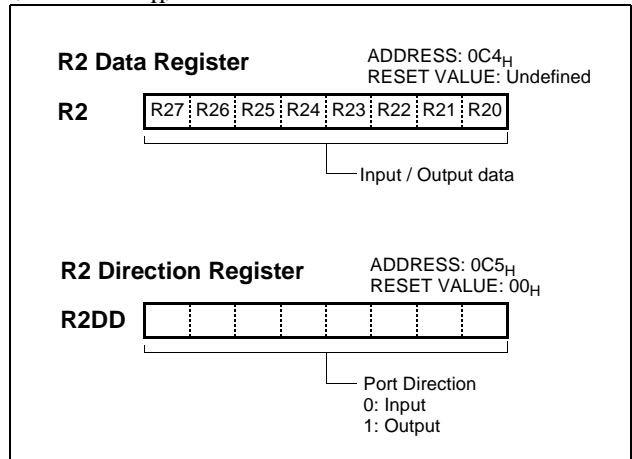 R2 Data Register
ADDRESS: 0C4H
RESET VALUE: Undefined
R2
R27 R26 R25 R24 R23 R22 R21 R20
Input / Output data
R2 Direction Register
ADDRESS: 0C5H
RESET VALUE: 00H
R2DD
Port Direction
0: Input
1: Output